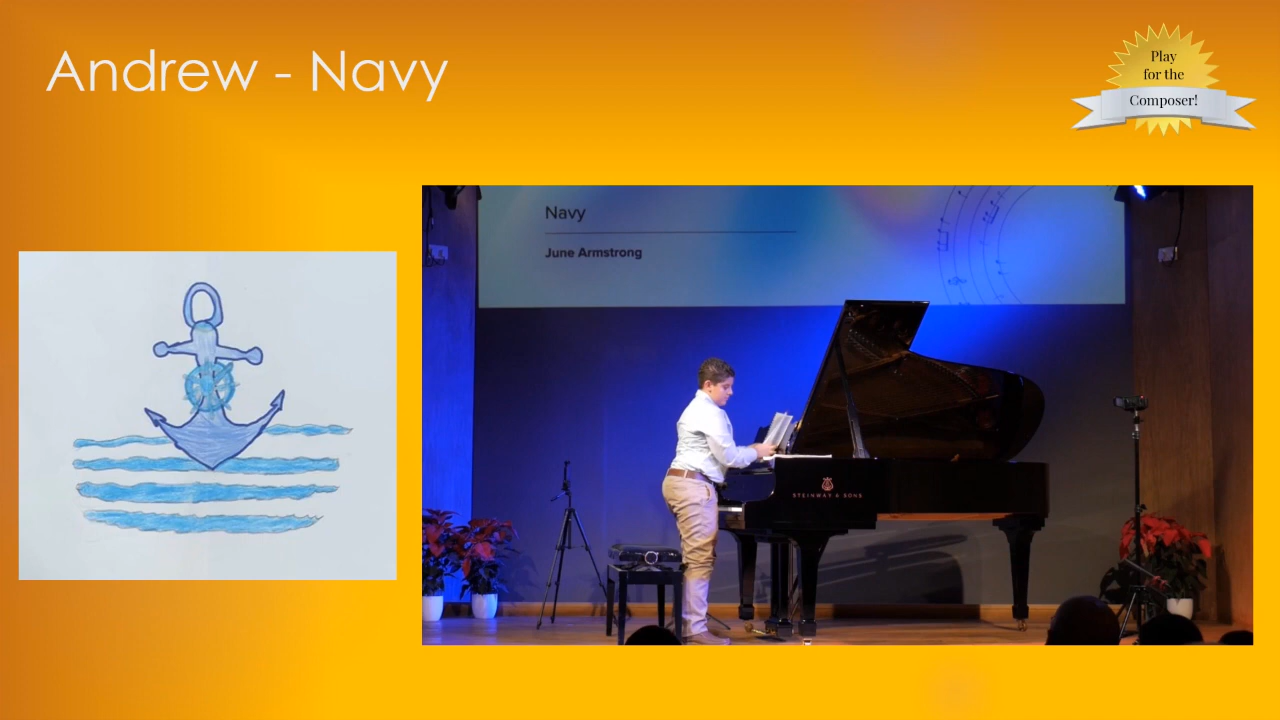 Andrew - Navy
Play
for the
Composer!
Navy
June Armstrong
STEINWAY & SONS